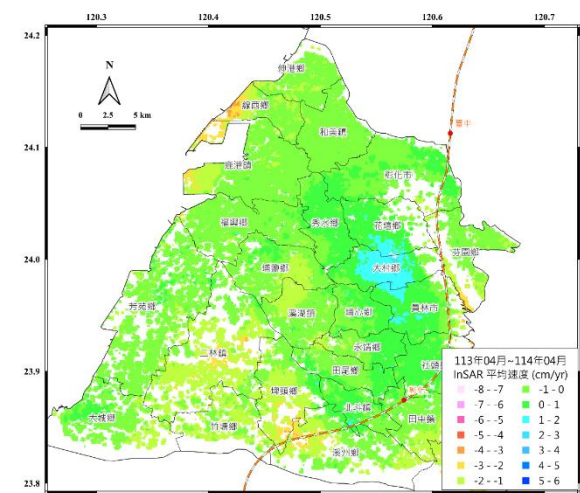 120.3 120.4 120.5 120.6 120.7
24.2
24.1
24.0
23.9
23.8
N
0 2.5 5 km
伸港鄉
線西鄉
和美鎮
臺中
鹿港鎮
彰化市
福興鄉
秀水鄉
花壇鄉
芬園鄉
埔鹽鄉
大村鄉
芳苑鄉
溪湖鎮
埔心鄉
員林市
二林鎮
永靖鄉
田尾鄉
社頭
埤頭鄉
北斗鎮
大城鄉
竹塘鄉
田中鎮
溪州鄉
113年04月~114年04月
InSAR 平均速度 (cm/yr)
-8 - -7 -1 - 0
-7 - -6 0 - 1
-6 - -5 1 - 2
-5 - -4 2 - 3
-4 - -3 3 - 4
-3 - -2 4 - 5
-2 - -1 5 - 6